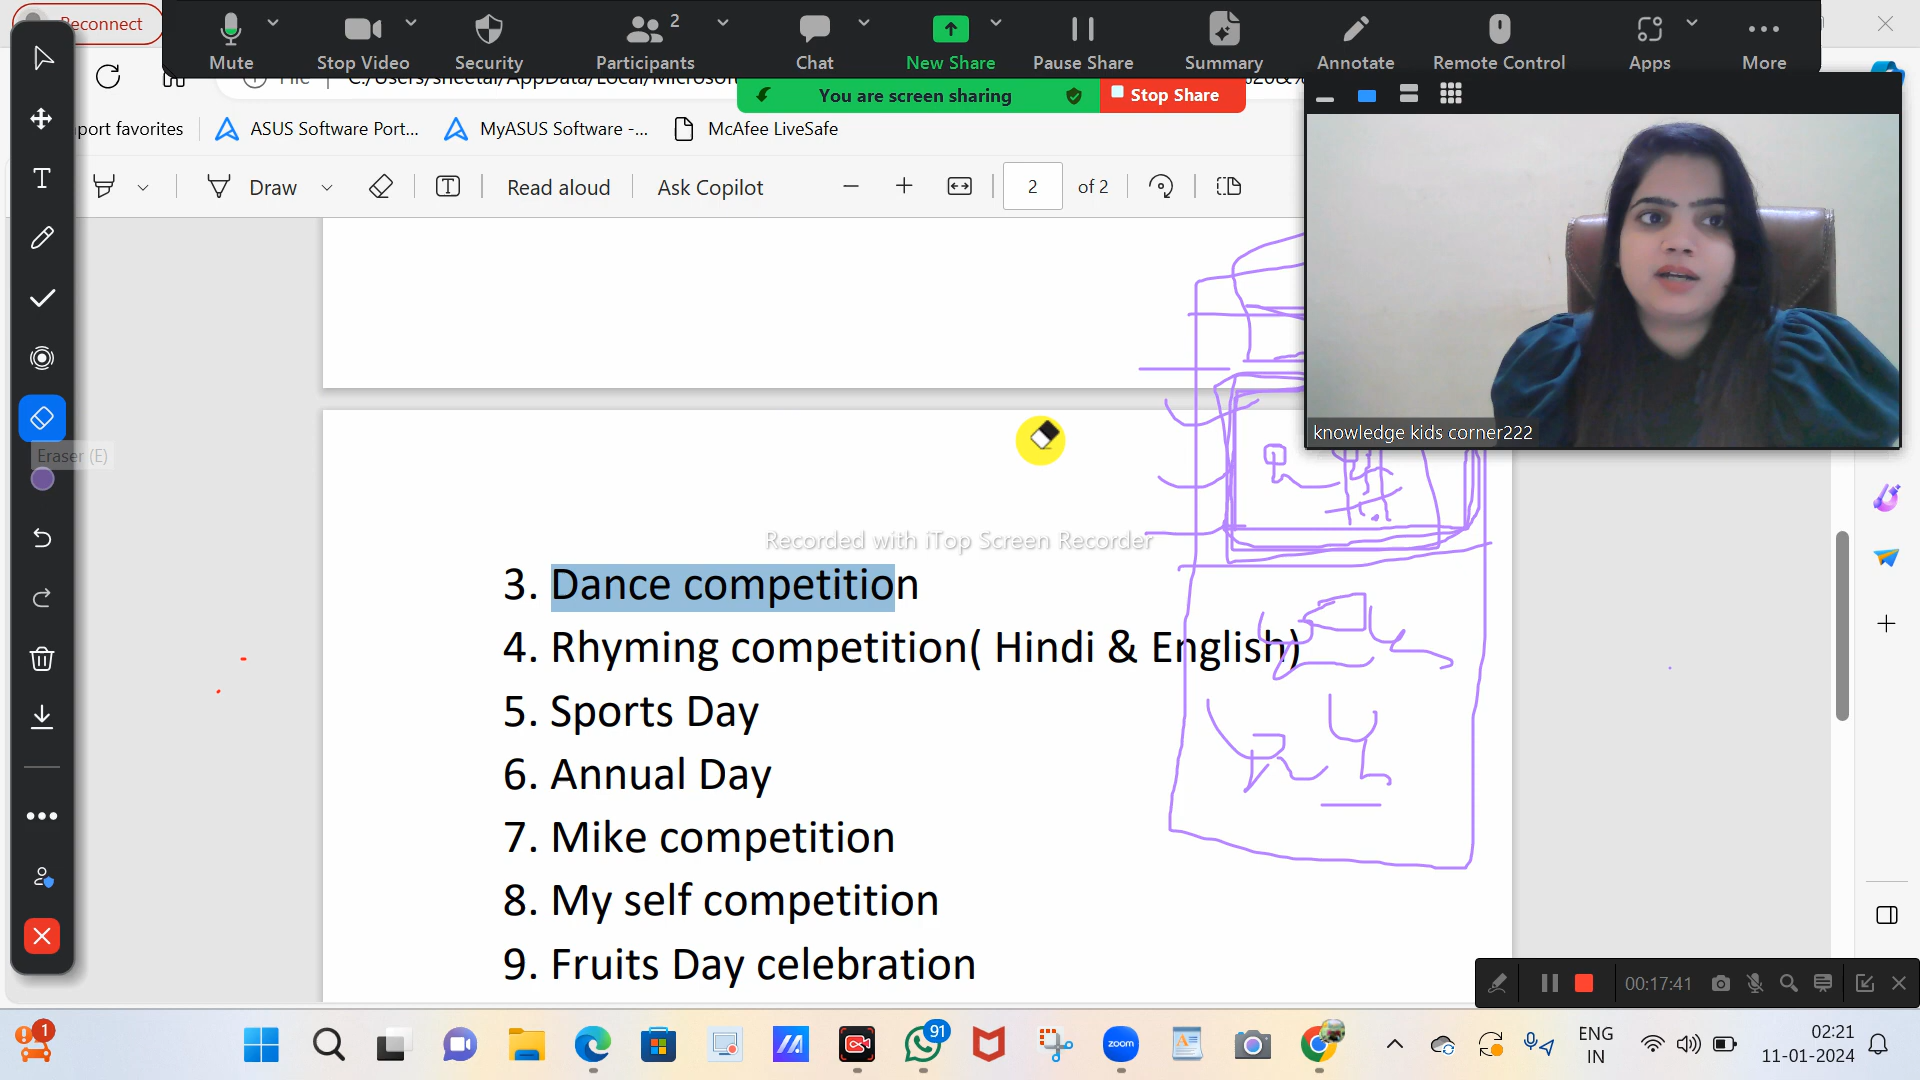 Reconnect
Mute
Stop Video
Security
Participants
2
Chat
New Share
Pause Share
Summary
Annotate
Remote Control
Apps
More
You are screen sharing
Stop Share
port favorites
ASUS Software Port...
MyASUS Software -...
McAfee LiveSafe
Draw
Read aloud
Ask Copilot
2
of 2
knowledge kids corner222
Eraser (E)
Recorded with iTop Screen Recorder
3. Dance competition
4. Rhyming competition( Hindi & English)
5. Sports Day
6. Annual Day
7. Mike competition
8. My self competition
9. Fruits Day celebration
00:17:41
1
91
zoom
ENG
IN
02:21
11-01-2024